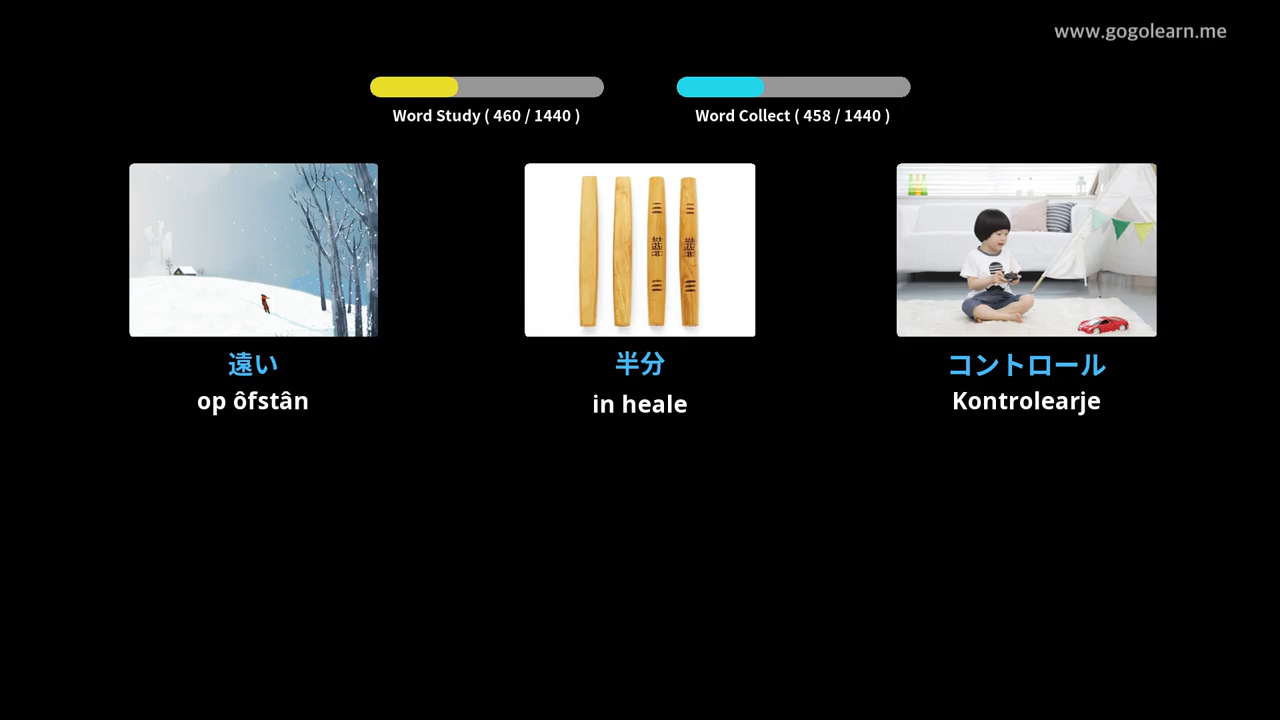 www.gogolearn.me
Word Study ( 460 / 1440 )
Word Collect ( 458 / 1440 )
遠い
半分
コントロール
op ôfstân
in heale
Kontrolearje